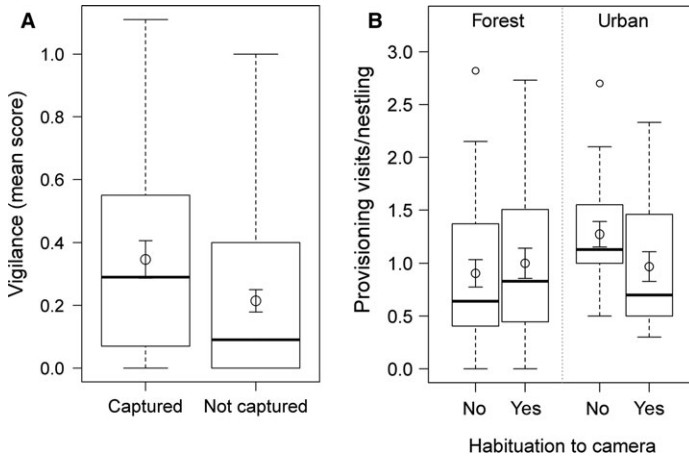 A
Vigilance (mean score)
1.0
0.8
0.6
0.4
0.2
0.0
Captured Not captured
B
Forest Urban
Provisioning visits/nestling
3.0
2.5
2.0
1.5
1.0
0.5
0.0
No Yes No Yes
Habituation to camera